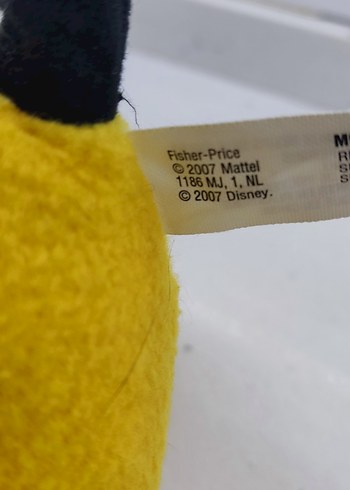 Fisher-Price
© 2007 Mattel
1186 MJ, 1, NL
© 2007 Disney.